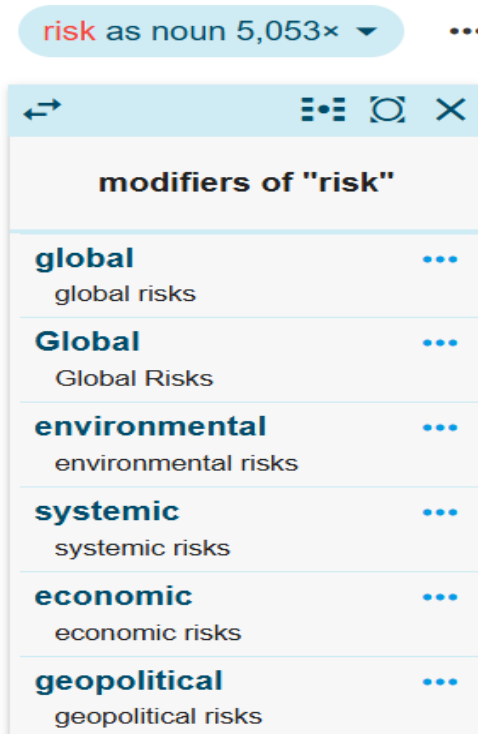 risk as noun 5,053×
modifiers of "risk"
global
global risks
Global
Global Risks
environmental
environmental risks
systemic
systemic risks
economic
economic risks
geopolitical
geopolitical risks